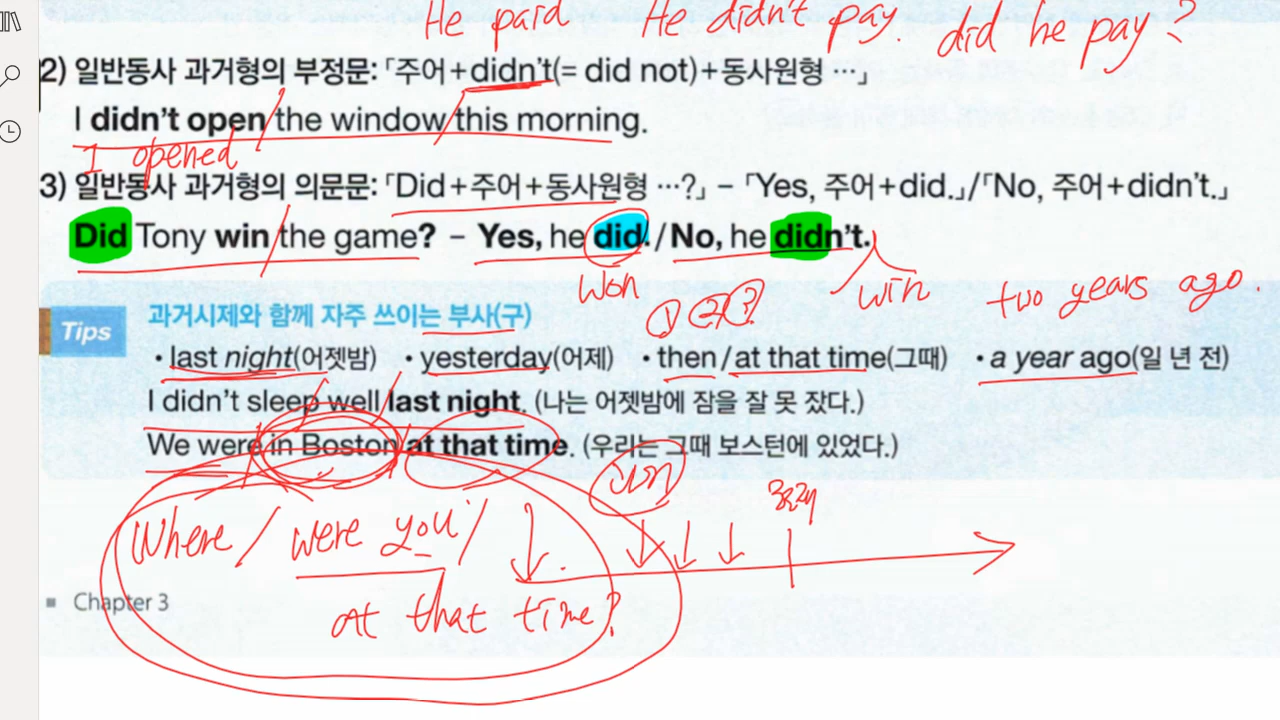 He paid. He didn't pay. did he pay?
2) 일반동사 과거형의 부정문: 「주어+didn't(= did not)+동사원형 …」
I didn't open the window this morning.
I opened
3) 일반동사 과거형의 의문문: 「Did+주어+동사원형 …?」 – 「Yes, 주어+did.」/「No, 주어+didn't.」
Did Tony win the game? – Yes, he did. / No, he didn't.
won
win
two years ago
Tips 과거시제와 함께 자주 쓰이는 부사(구)
• last night(어젯밤) • yesterday(어제) • then / at that time(그때) • a year ago(일 년 전)
I didn't sleep well last night. (나는 어젯밤에 잠을 잘 못 잤다.)
We were in Boston at that time. (우리는 그때 보스턴에 있었다.)
Where / were you /
at that time?
Chapter 3